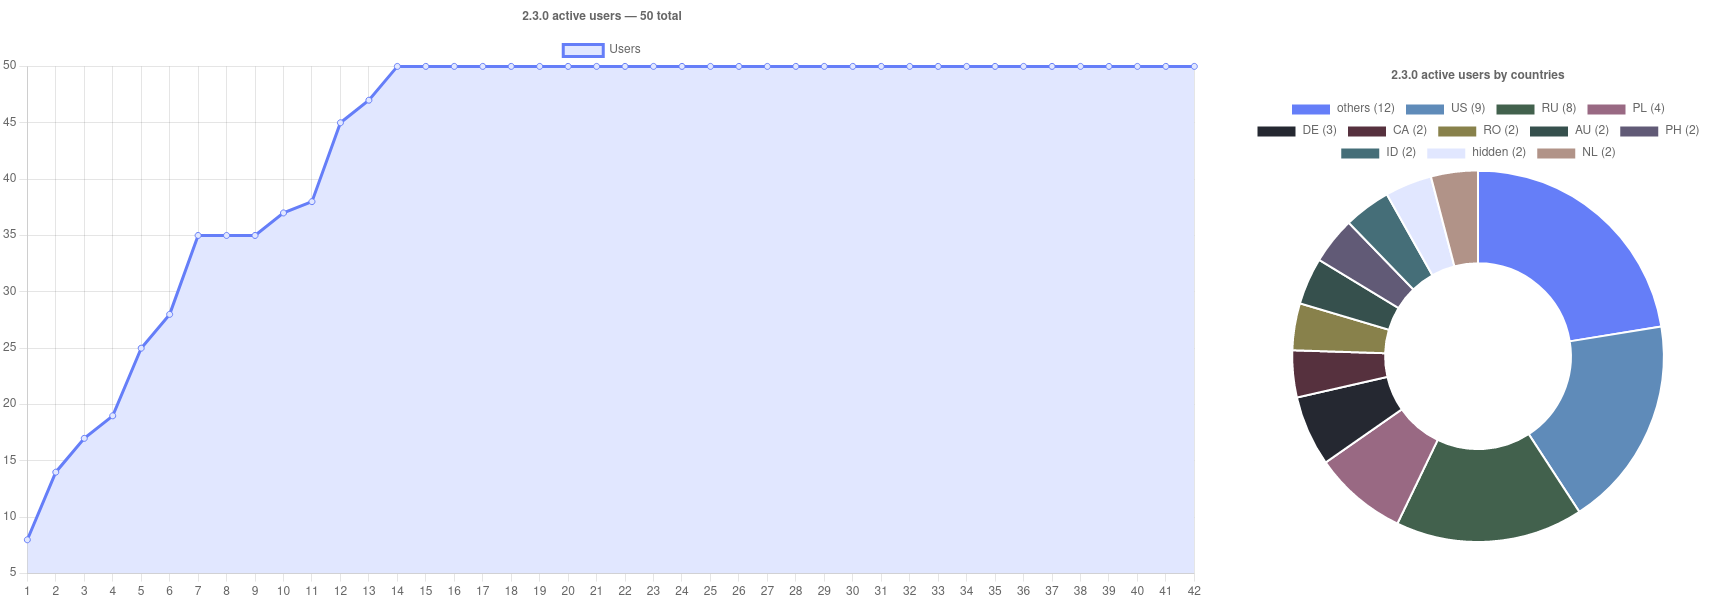 2.3.0 active users — 50 total
Users
50
45
40
35
30
25
20
15
10
5
1 2 3 4 5 6 7 8 9 10 11 12 13 14 15 16 17 18 19 20 21 22 23 24 25 26 27 28 29 30 31 32 33 34 35 36 37 38 39 40 41 42
2.3.0 active users by countries
others (12) US (9) RU (8) PL (4)
DE (3) CA (2) RO (2) AU (2) PH (2)
ID (2) hidden (2) NL (2)